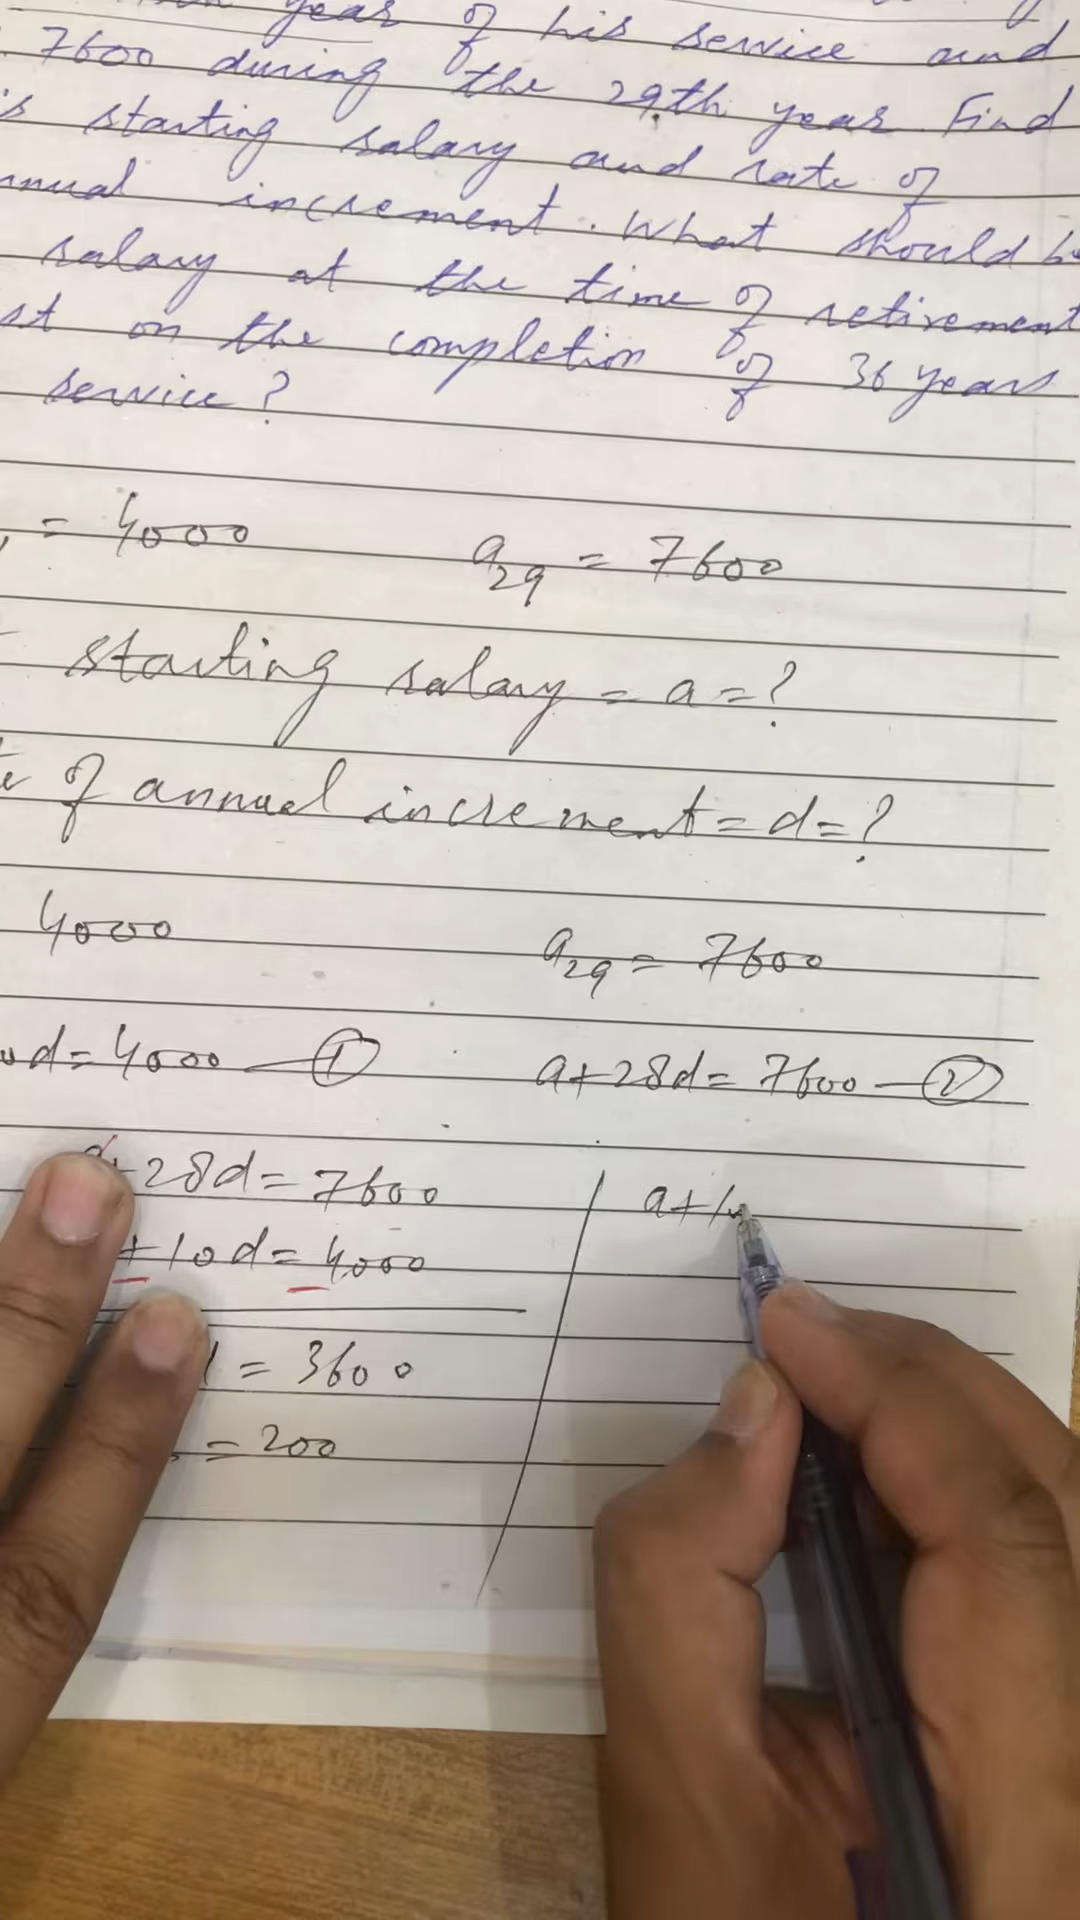 year of his service and
7600 during the 29th year. Find
starting salary and rate of
increment. What should be
salary at the time of retirement
on the completion of 36 years
service?
= 4000 a29 = 7600
starting salary = a = ?
of annual increment = d = ?
4000 a29 = 7600
d = 4000 — ① a + 28d = 7600 — ②
+ 28d = 7600 a + 10
+ 10d = 4000
= 3600
= 200